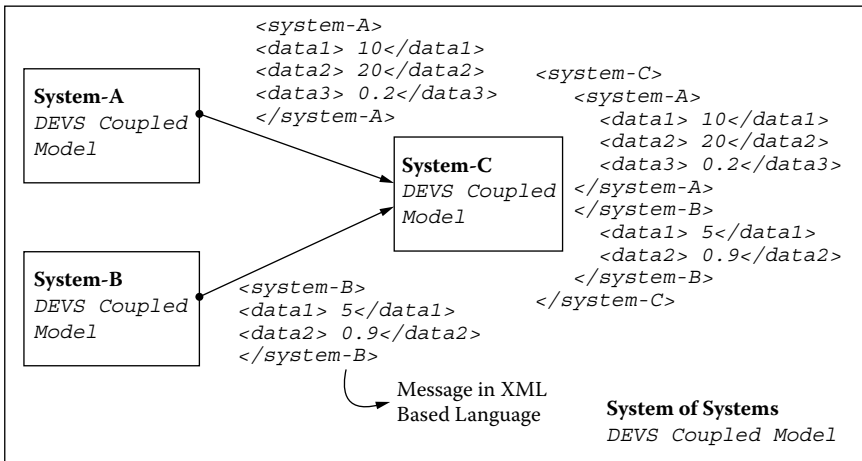 <system-A>
<data1> 10</data1>
<data2> 20</data2>
<data3> 0.2</data3>
</system-A>
System-A
DEVS Coupled
Model
<system-C>
<system-A>
<data1> 10</data1>
<data2> 20</data2>
<data3> 0.2</data3>
</system-A>
</system-B>
<data1> 5</data1>
<data2> 0.9</data2>
</system-B>
</system-C>
System-C
DEVS Coupled
Model
System-B
DEVS Coupled
Model
<system-B>
<data1> 5</data1>
<data2> 0.9</data2>
</system-B>
Message in XML
Based Language
System of Systems
DEVS Coupled Model